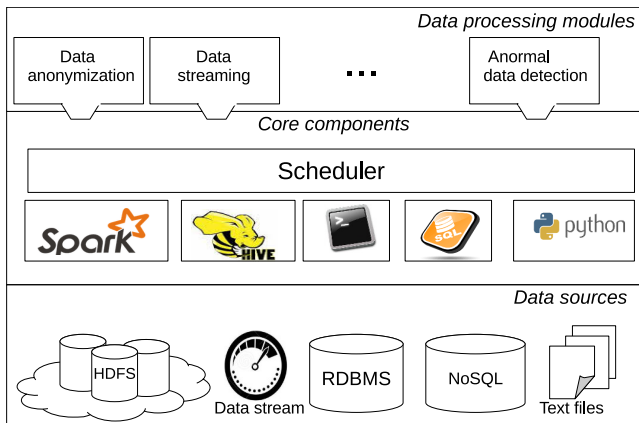 Data processing modules
Data
anonymization
Data
streaming
...
Anormal
data detection
Core components
Scheduler
Spark
HIVE
>_
SQL
python
Data sources
HDFS
Data stream
RDBMS
NoSQL
Text files